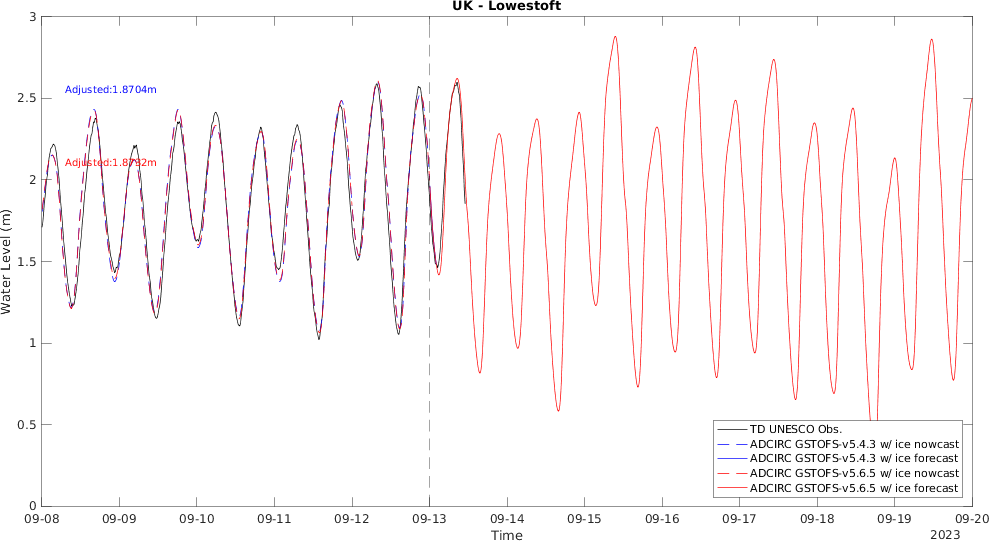 UK - Lowestoft
3
Adjusted:1.8704m
2.5
Adjusted:1.8792m
2
Water Level (m)
1.5
1
0.5
0
TD UNESCO Obs.
ADCIRC GSTOFS-v5.4.3 w/ ice nowcast
ADCIRC GSTOFS-v5.4.3 w/ ice forecast
ADCIRC GSTOFS-v5.6.5 w/ ice nowcast
ADCIRC GSTOFS-v5.6.5 w/ ice forecast
09-08 09-09 09-10 09-11 09-12 09-13 09-14 09-15 09-16 09-17 09-18 09-19 09-20
Time
2023